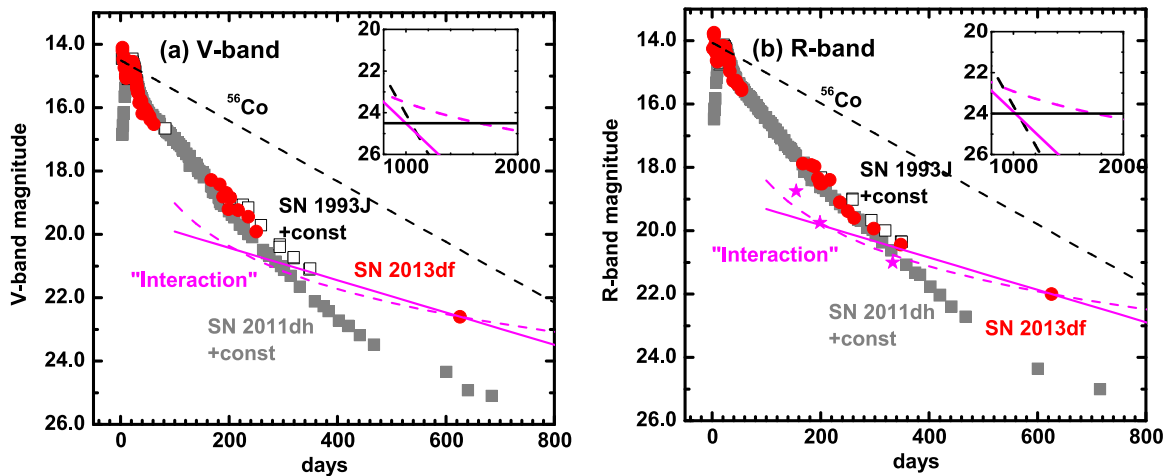 (a) V-band
14.0
16.0
18.0
20.0
22.0
24.0
26.0
V-band magnitude
0
200
400
600
800
days
56Co
SN 1993J
+const
"Interaction"
SN 2013df
SN 2011dh
+const
20
22
24
26
1000
2000
(b) R-band
14.0
16.0
18.0
20.0
22.0
24.0
26.0
R-band magnitude
0
200
400
600
800
days
56Co
SN 1993J
+const
"Interaction"
SN 2011dh
+const
SN 2013df
20
22
24
26
1000
2000